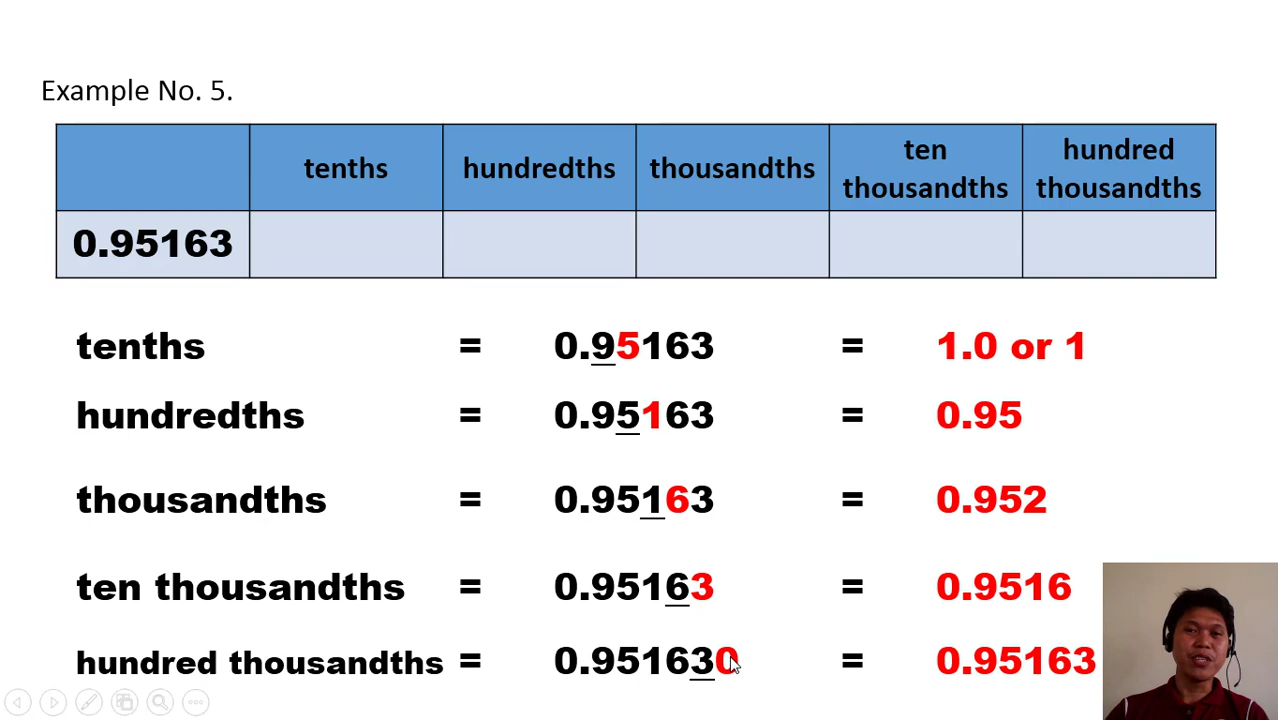 Example No. 5.
tenths hundredths thousandths ten thousandths hundred thousandths
0.95163
tenths = 0.95163 = 1.0 or 1
hundredths = 0.95163 = 0.95
thousandths = 0.95163 = 0.952
ten thousandths = 0.95163 = 0.9516
hundred thousandths = 0.951630 = 0.95163